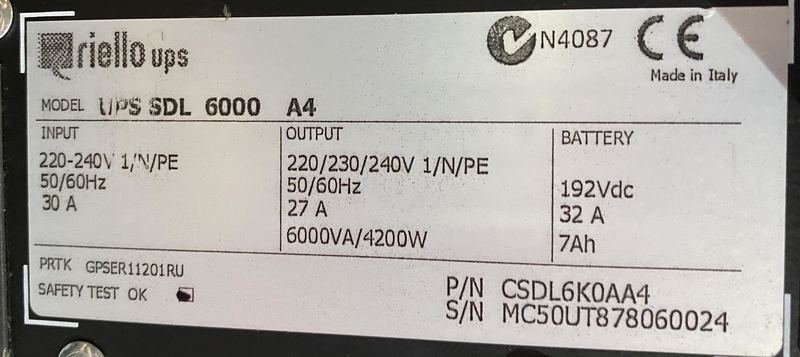 riello ups
N4087 CE
Made in Italy
MODEL UPS SDL 6000 A4
INPUT
220-240V 1/N/PE
50/60Hz
30 A
OUTPUT
220/230/240V 1/N/PE
50/60Hz
27 A
6000VA/4200W
BATTERY
192Vdc
32 A
7Ah
PRTK GPSER11201RU
SAFETY TEST OK
P/N CSDL6K0AA4
S/N MC50UT878060024